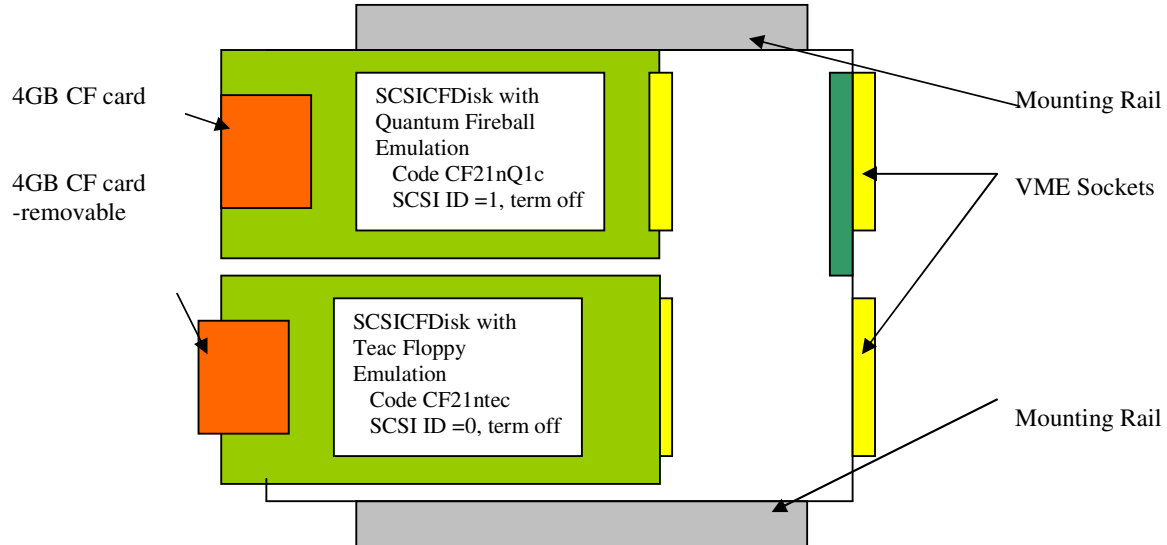 4GB CF card
4GB CF card
-removable
SCSICFDisk with
Quantum Fireball
Emulation
Code CF21nQ1c
SCSI ID =1, term off
SCSICFDisk with
Teac Floppy
Emulation
Code CF21ntec
SCSI ID =0, term off
Mounting Rail
VME Sockets
Mounting Rail